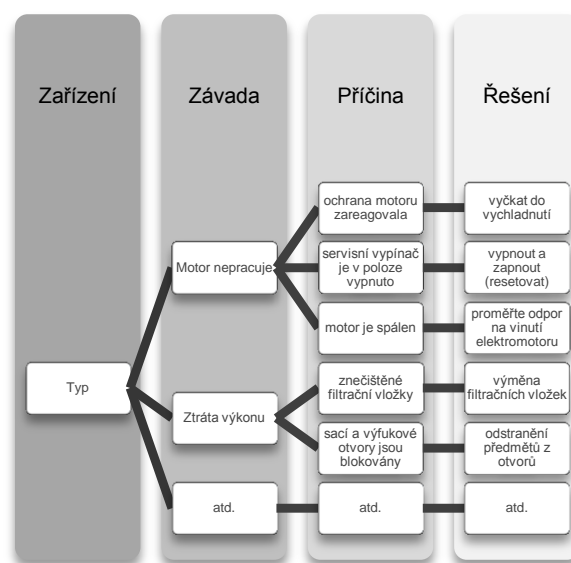 Zařízení
Závada
Příčina
Řešení
ochrana motoru
zareagovala
vyčkat do
vychladnutí
Motor nepracuje
servisní vypínač
je v poloze
vypnuto
vypnout a
zapnout
(resetovat)
motor je spálen
proměřte odpor
na vinutí
elektromotoru
Typ
Ztráta výkonu
znečištěné
filtrační vložky
výměna
filtračních vložek
sací a výfukové
otvory jsou
blokovány
odstranění
předmětů z
otvorů
atd.
atd.
atd.